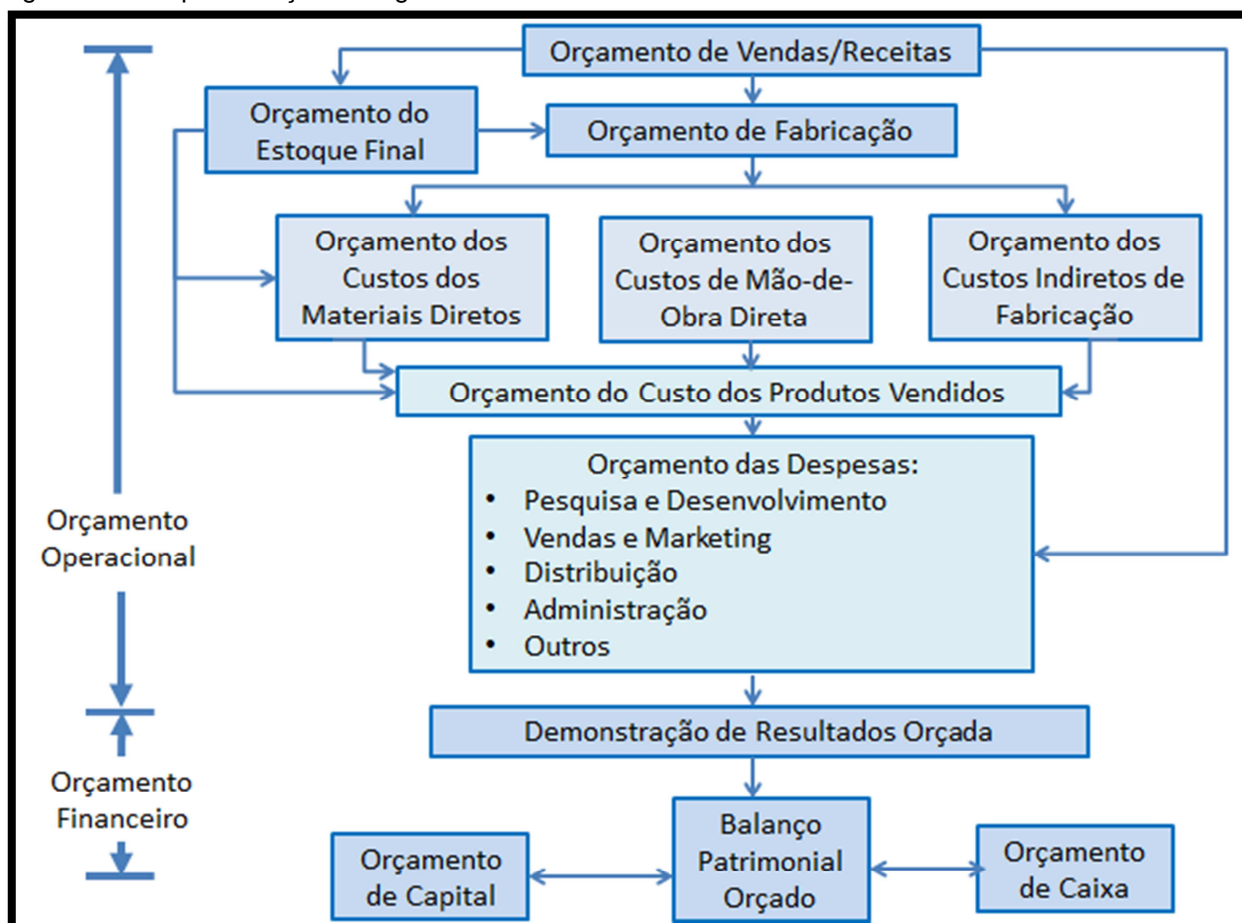 Orçamento de Vendas/Receitas
Orçamento do
Estoque Final
Orçamento de Fabricação
Orçamento dos
Custos dos
Materiais Diretos
Orçamento dos
Custos de Mão-de-
Obra Direta
Orçamento dos
Custos Indiretos de
Fabricação
Orçamento do Custo dos Produtos Vendidos
Orçamento das Despesas:
• Pesquisa e Desenvolvimento
• Vendas e Marketing
• Distribuição
• Administração
• Outros
Orçamento
Operacional
Demonstração de Resultados Orçada
Orçamento
Financeiro
Orçamento
de Capital
Balanço
Patrimonial
Orçado
Orçamento
de Caixa